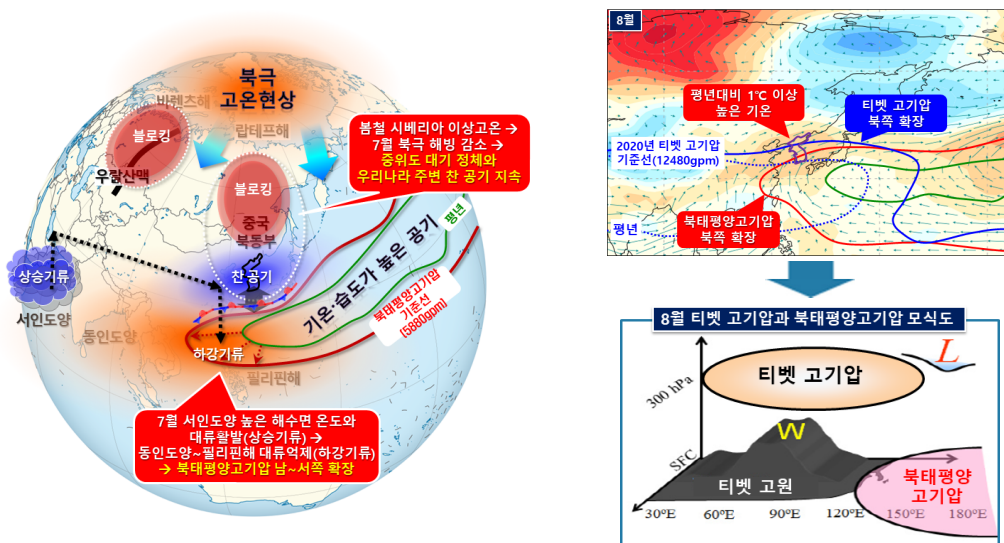 북극
고온현상
바렌츠해
랍테프해
블로킹
우랄산맥
블로킹
중국
북동부
찬 공기
봄철 시베리아 이상고온 →
7월 북극 해빙 감소 →
중위도 대기 정체와
우리나라 주변 찬 공기 지속
상승기류
서인도양
동인도양
하강기류
필리핀해
기온·습도가 높은 공기
평년
북태평양고기압
기준선
(5880gpm)
7월 서인도양 높은 해수면 온도와
대류활발(상승기류) →
동인도양~필리핀해 대류억제(하강기류)
→ 북태평양고기압 남~서쪽 확장
8월
평년대비 1℃ 이상
높은 기온
티벳 고기압
북쪽 확장
2020년 티벳 고기압
기준선(12480gpm)
평년
북태평양고기압
북쪽 확장
8월 티벳 고기압과 북태평양고기압 모식도
300 hPa
티벳 고기압
L
W
SFC
티벳 고원
북태평양
고기압
30ºE 60ºE 90ºE 120ºE 150ºE 180ºE